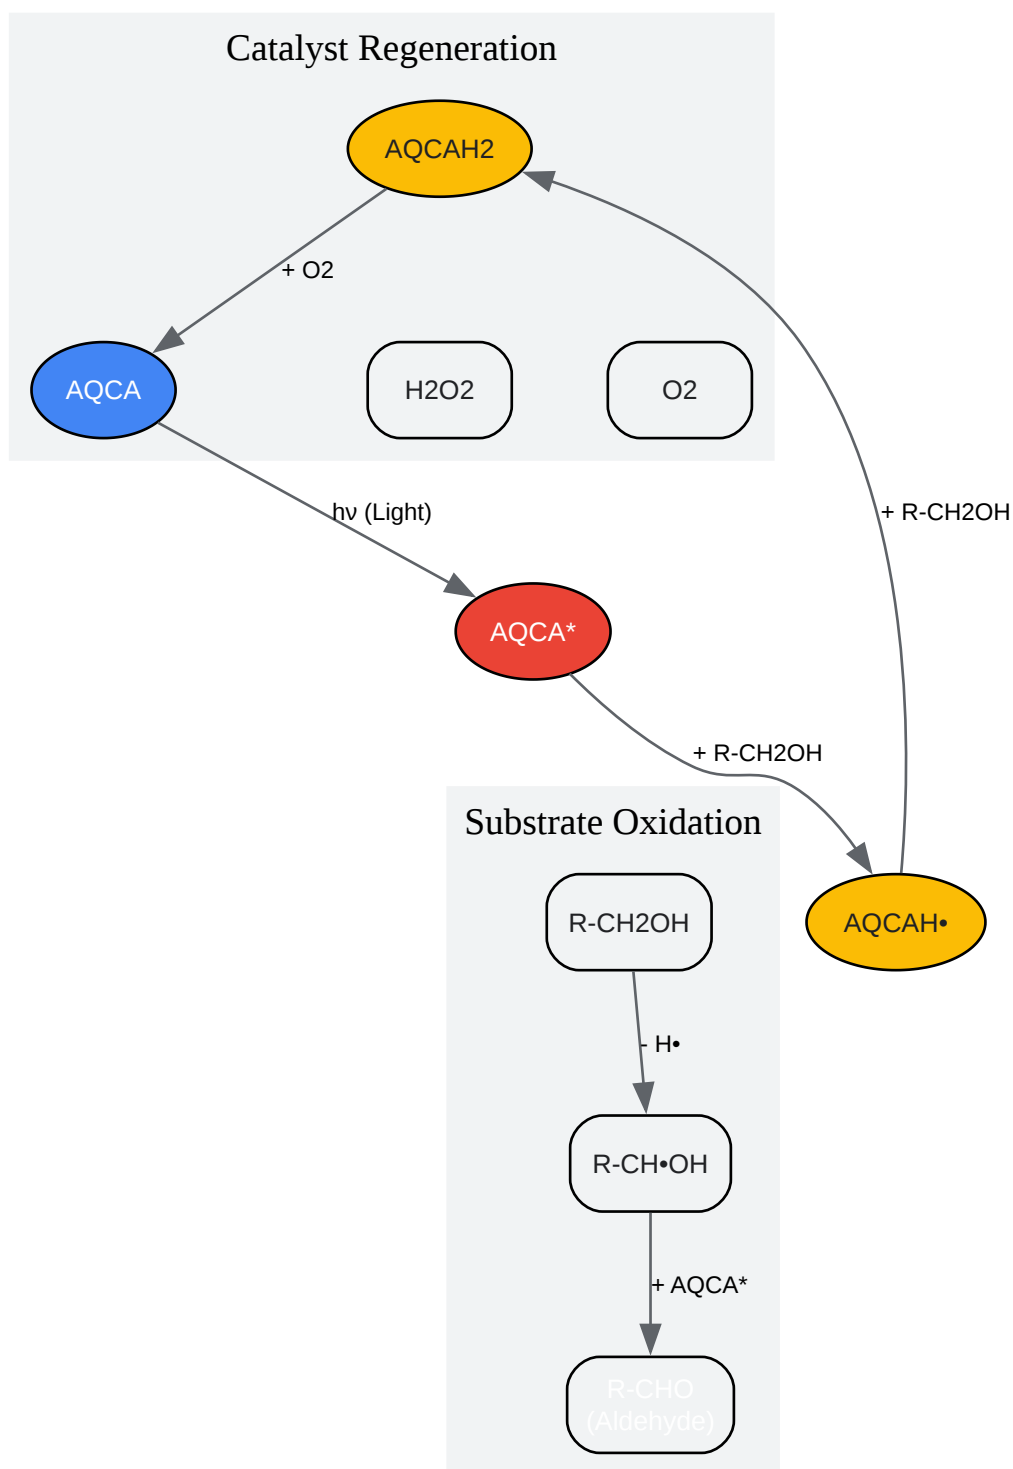 Catalyst Regeneration
AQCAH2
+ O2
AQCA
H2O2
O2
hν (Light)
+ R-CH2OH
AQCA*
+ R-CH2OH
Substrate Oxidation
R-CH2OH
AQCAH•
- H•
R-CH•OH
+ AQCA*
R-CHO
(Aldehyde)